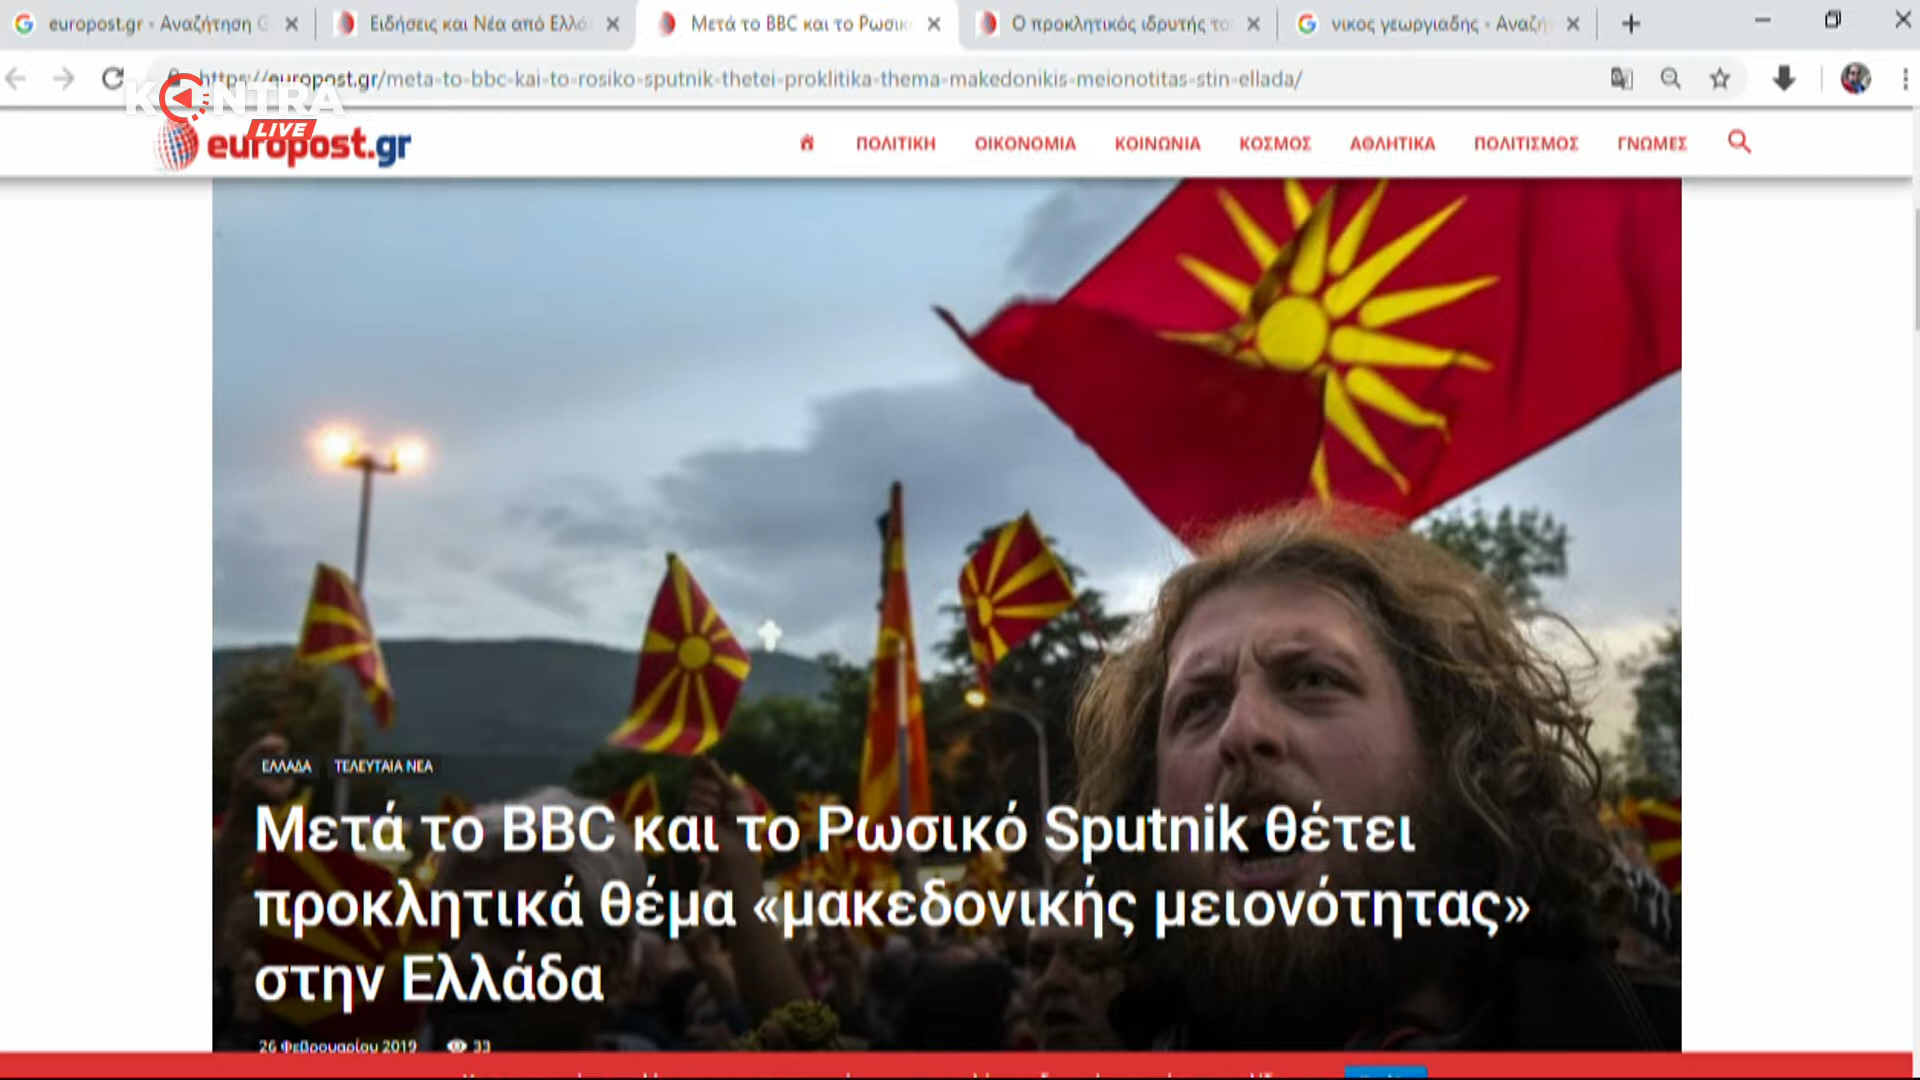 europost.gr - Αναζήτηση G
Ειδήσεις και Νέα από Ελλά
Μετά το BBC και το Ρωσικ
Ο προκλητικός ιδρυτής το
νικος γεωργιαδης - Αναζή
https://europost.gr/meta-to-bbc-kai-to-rosiko-sputnik-thetei-proklitika-thema-makedonikis-meionotitas-stin-ellada/
KONTRA
LIVE
europost.gr
ΠΟΛΙΤΙΚΗ ΟΙΚΟΝΟΜΙΑ ΚΟΙΝΩΝΙΑ ΚΟΣΜΟΣ ΑΘΛΗΤΙΚΑ ΠΟΛΙΤΙΣΜΟΣ ΓΝΩΜΕΣ
ΕΛΛΑΔΑ ΤΕΛΕΥΤΑΙΑ ΝΕΑ
Μετά το BBC και το Ρωσικό Sputnik θέτει
προκλητικά θέμα «μακεδονικής μειονότητας»
στην Ελλάδα
26 Φεβρουαρίου 2019 33